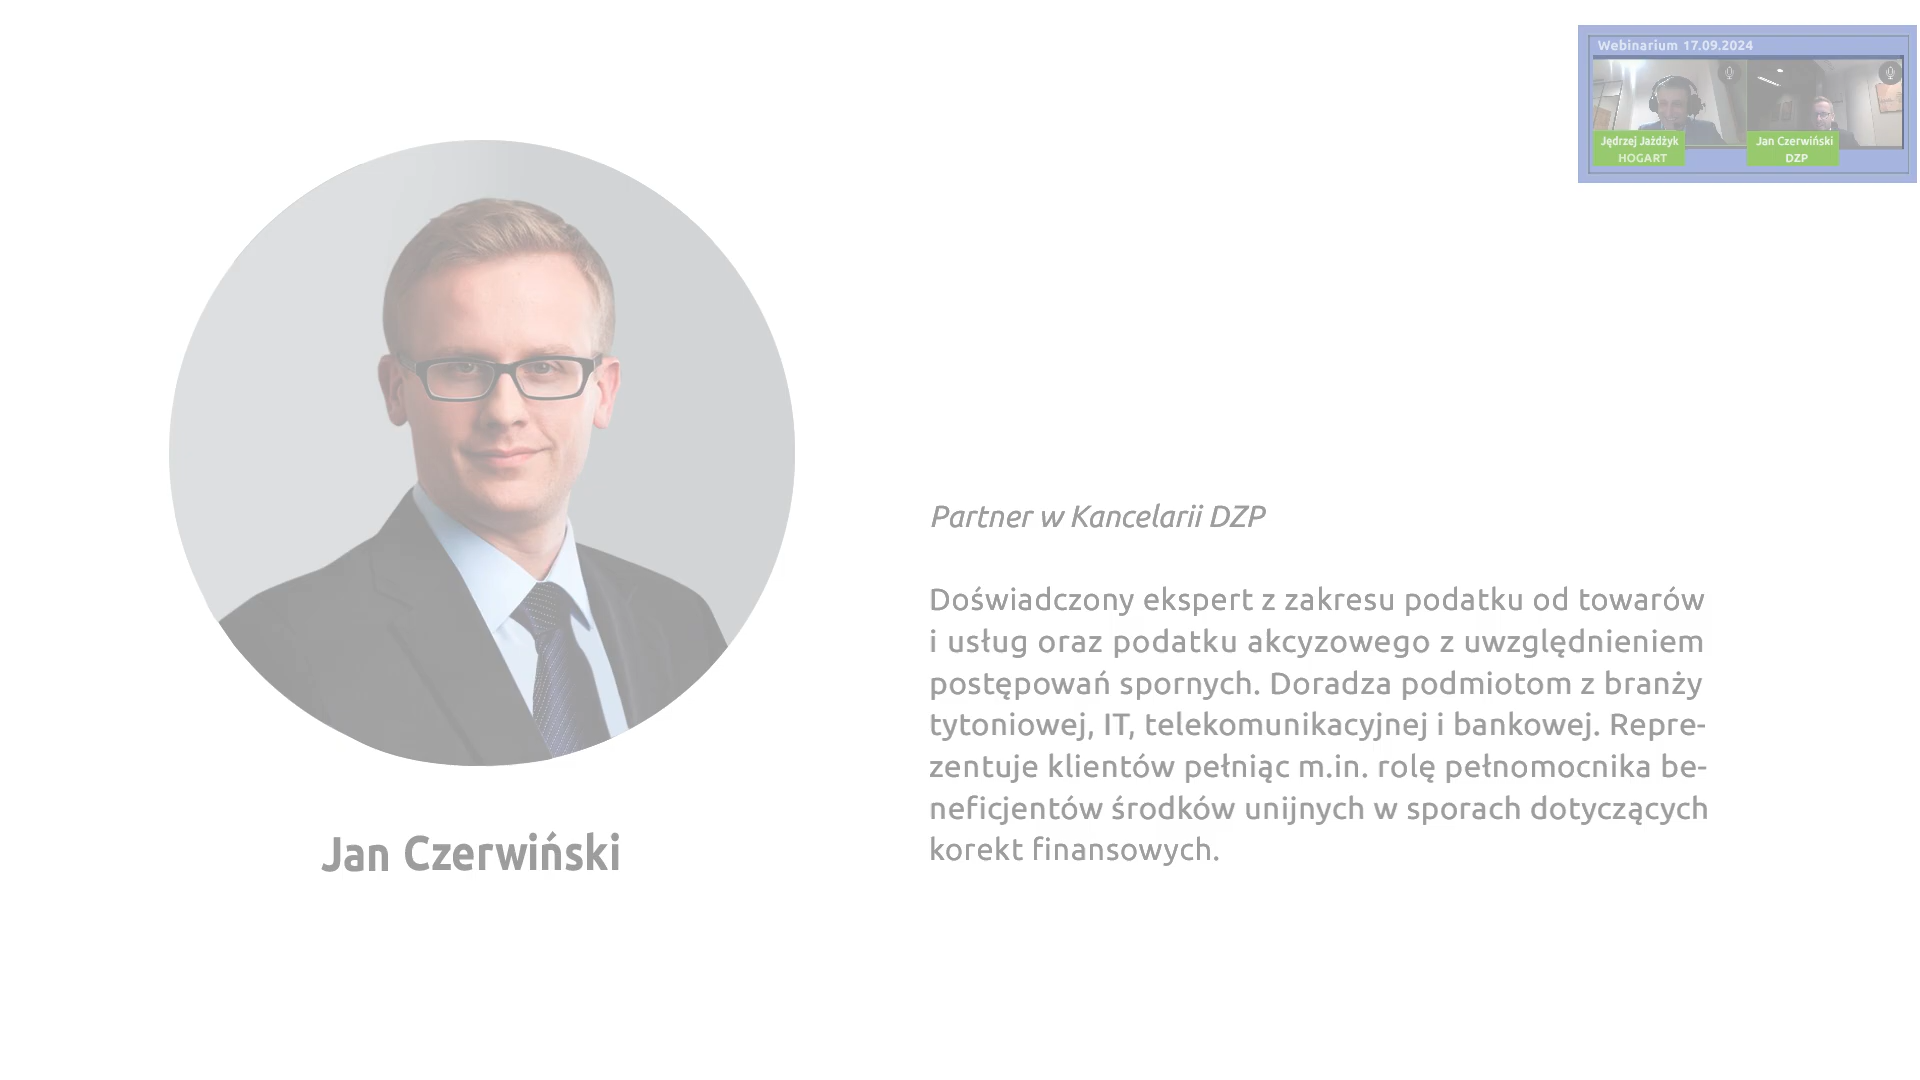 Webinarium 17.09.2024
Jędrzej Jażdżyk
HOGART
Jan Czerwiński
DZP
Partner w Kancelarii DZP
Doświadczony ekspert z zakresu podatku od towarów
i usług oraz podatku akcyzowego z uwzględnieniem
postępowań spornych. Doradza podmiotom z branży
tytoniowej, IT, telekomunikacyjnej i bankowej. Repre-
zentuje klientów pełniąc m.in. rolę pełnomocnika be-
neficjentów środków unijnych w sporach dotyczących
korekt finansowych.
Jan Czerwiński